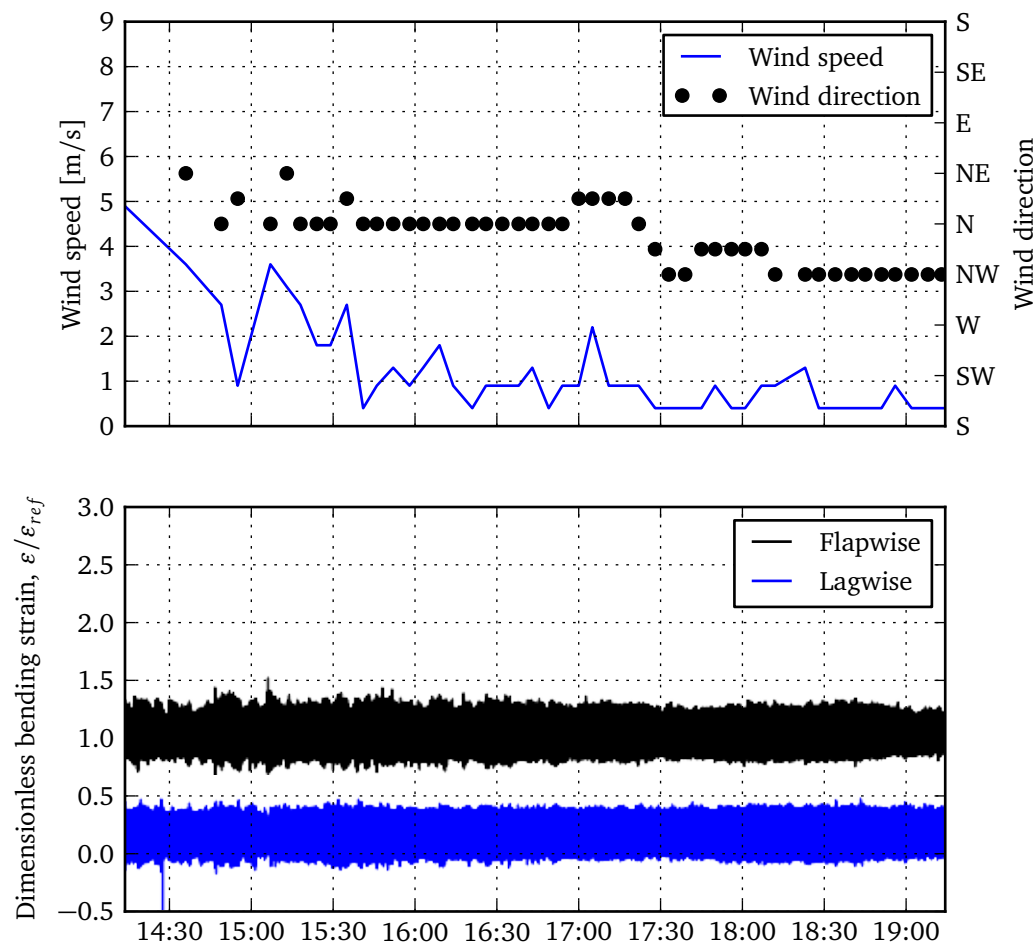 Wind speed [m/s]
9
8
7
6
5
4
3
2
1
0
Wind speed
Wind direction
S
SE
E
NE
N
NW
W
SW
S
Wind direction
Dimensionless bending strain, ε/ε_ref
3.0
2.5
2.0
1.5
1.0
0.5
0.0
−0.5
Flapwise
Lagwise
14:30 15:00 15:30 16:00 16:30 17:00 17:30 18:00 18:30 19:00